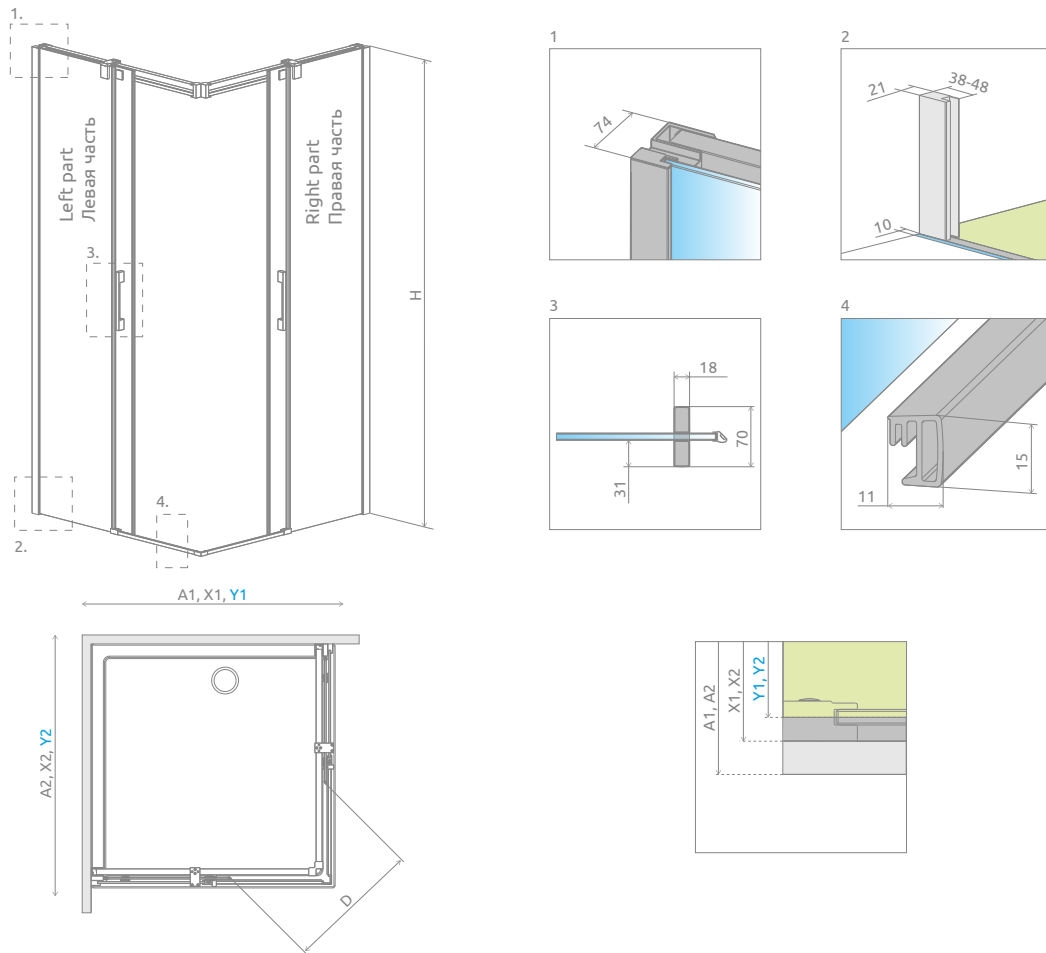 1.
Left part
Левая часть
Right part
Правая часть
3.
H
2.
4.
1
74
2
21
38-48
10
3
18
70
31
4
15
11
A1, X1, Y1
A2, X2, Y2
D
A1, A2
X1, X2
Y1, Y2